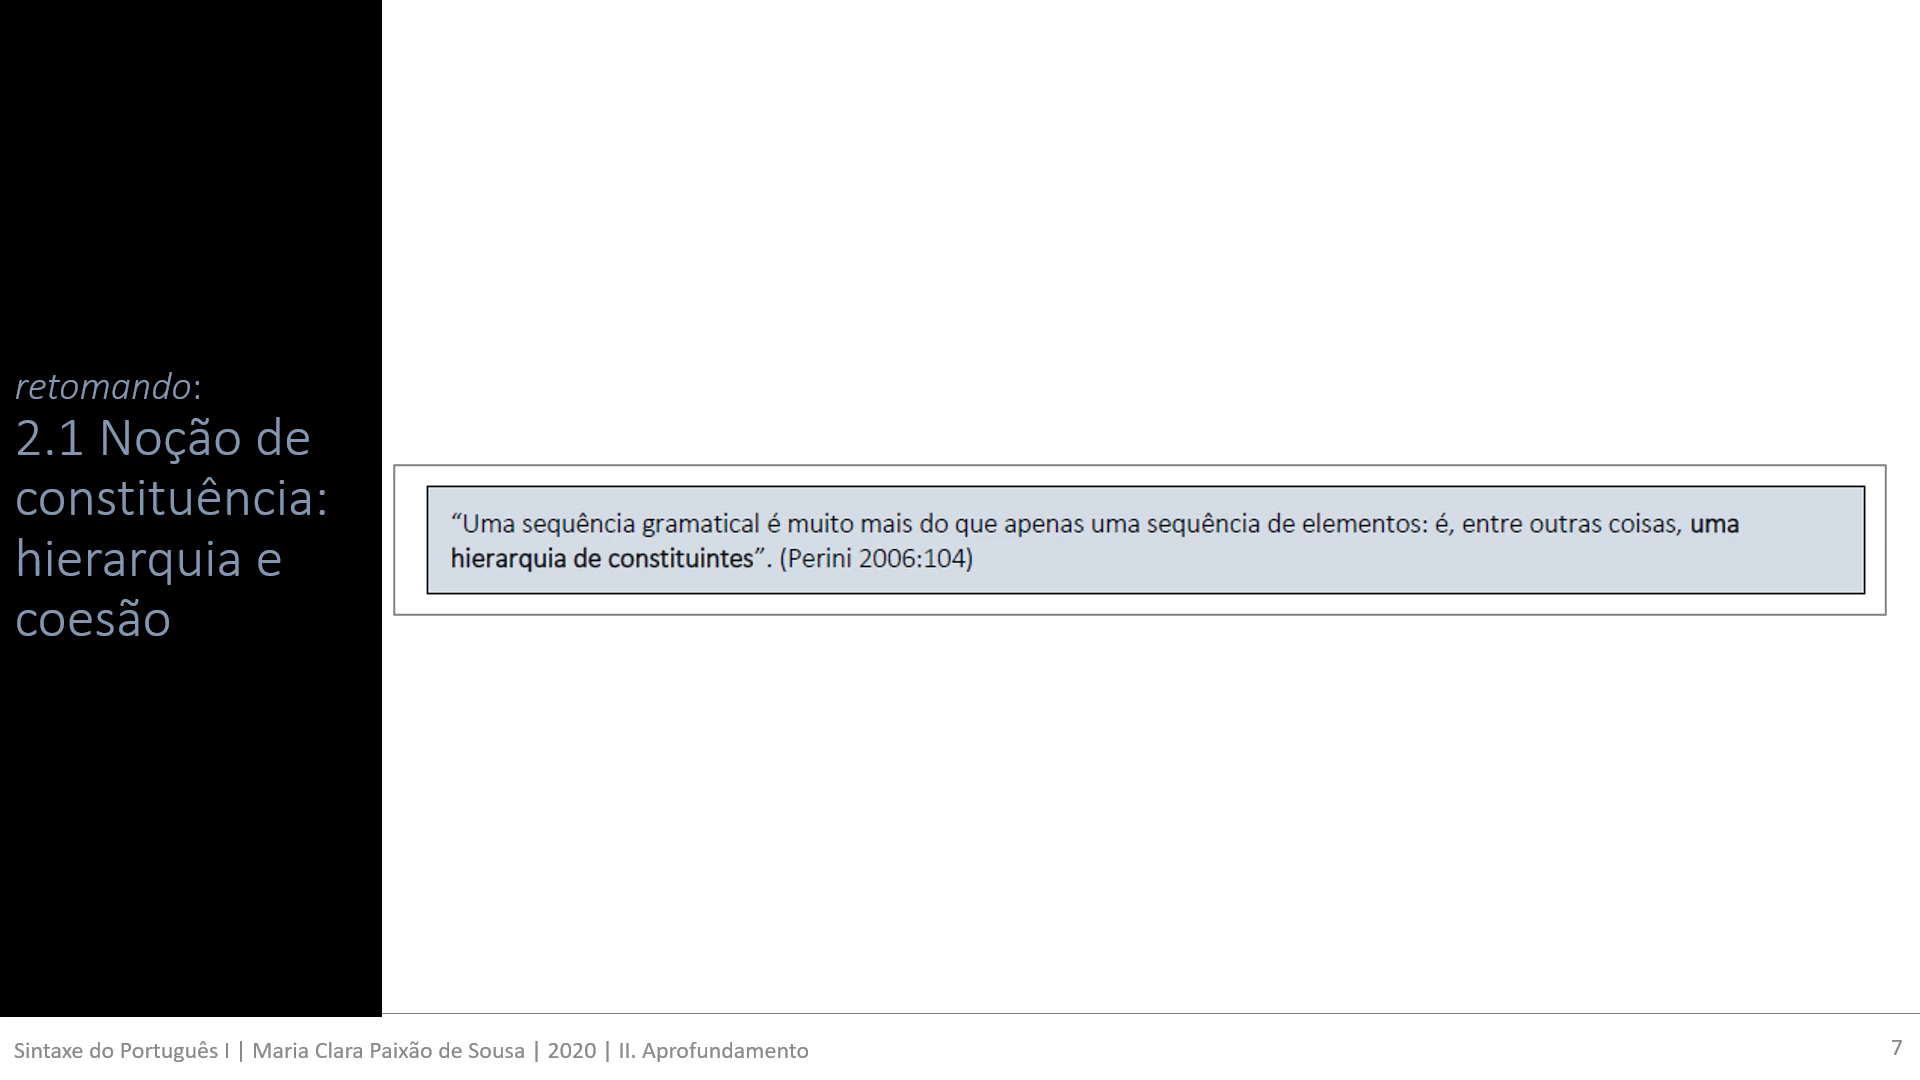 retomando:
2.1 Noção de
constituência:
hierarquia e
coesão
“Uma sequência gramatical é muito mais do que apenas uma sequência de elementos: é, entre outras coisas, uma
hierarquia de constituintes”. (Perini 2006:104)
Sintaxe do Português I | Maria Clara Paixão de Sousa | 2020 | II. Aprofundamento
7